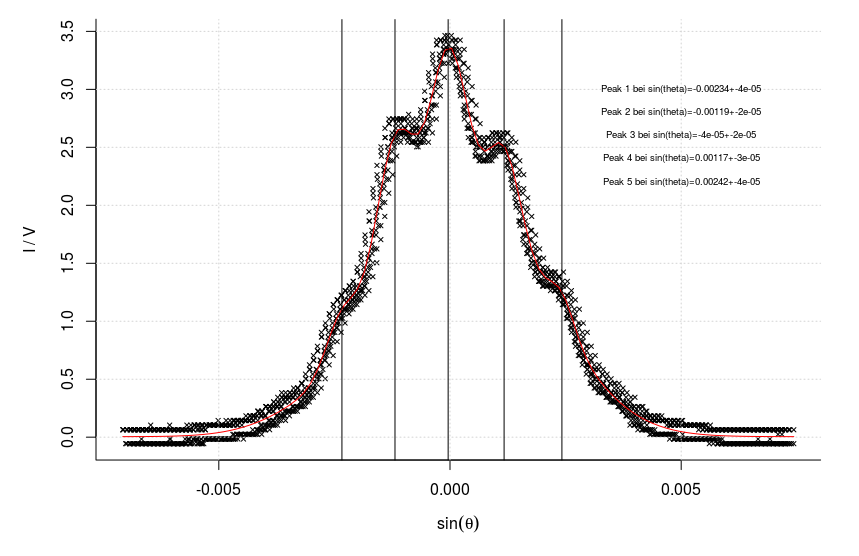 3.5
3.0
2.5
2.0
1.5
1.0
0.5
0.0
I / V
Peak 1 bei sin(theta)=-0.00234+-4e-05
Peak 2 bei sin(theta)=-0.00119+-2e-05
Peak 3 bei sin(theta)=-4e-05+-2e-05
Peak 4 bei sin(theta)=0.00117+-3e-05
Peak 5 bei sin(theta)=0.00242+-4e-05
-0.005 0.000 0.005
sin(θ)